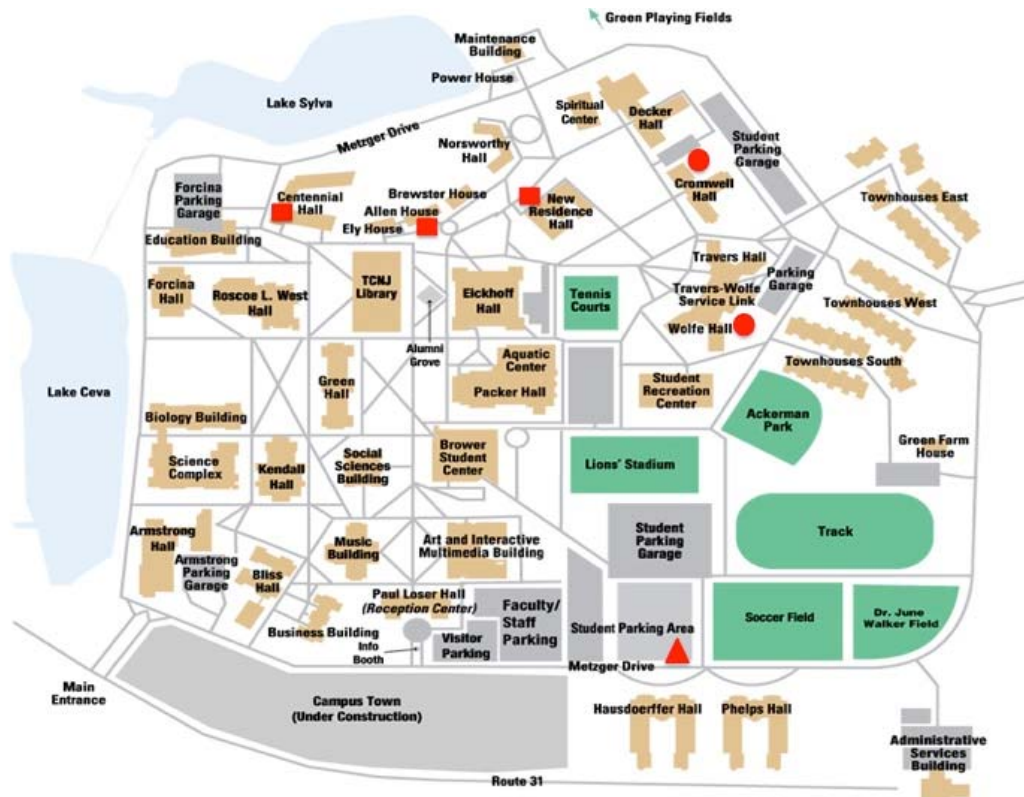 Green Playing Fields
Maintenance
Building
Power House
Lake Sylva
Spiritual
Center
Decker
Hall
Metzger Drive
Norsworthy
Hall
Student
Parking
Garage
Forcina
Parking
Garage
Centennial
Hall
Brewster House
Allen House
Ely House
New
Residence
Hall
Cromwell
Hall
Townhouses East
Education Building
Travers Hall
Forcina
Hall
Roscoe L. West
Hall
TCNJ
Library
Eickhoff
Hall
Tennis
Courts
Travers-Wolfe
Service Link
Parking
Garage
Townhouses West
Wolfe Hall
Alumni
Grove
Aquatic
Center
Packer Hall
Townhouses South
Lake Ceva
Green
Hall
Student
Recreation
Center
Biology Building
Ackerman
Park
Green Farm
House
Science
Complex
Kendall
Hall
Social
Sciences
Building
Brower
Student
Center
Lions' Stadium
Armstrong
Hall
Armstrong
Parking
Garage
Music
Building
Art and Interactive
Multimedia Building
Student
Parking
Garage
Track
Bliss
Hall
Paul Loser Hall
(Reception Center)
Faculty/
Staff
Parking
Business Building
Info
Booth
Visitor
Parking
Student Parking Area
Soccer Field
Dr. June
Walker Field
Metzger Drive
Main
Entrance
Campus Town
(Under Construction)
Hausdoerffer Hall
Phelps Hall
Administrative
Services
Building
Route 31